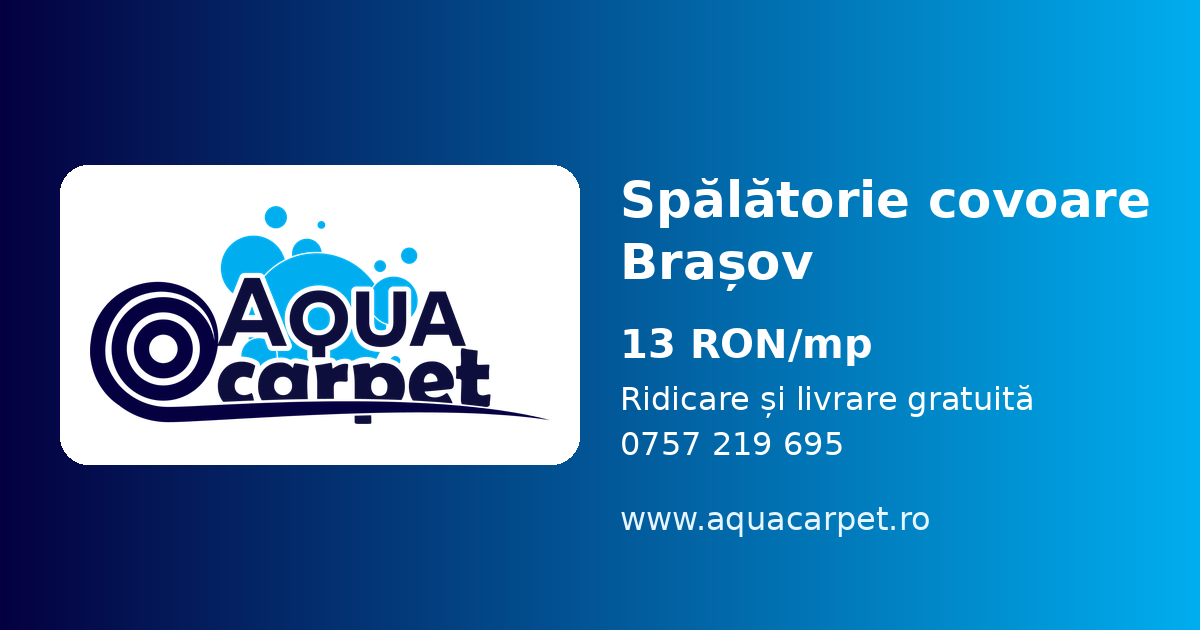 AQUA
carpet
Spălătorie covoare
Brașov
13 RON/mp
Ridicare și livrare gratuită
0757 219 695
www.aquacarpet.ro